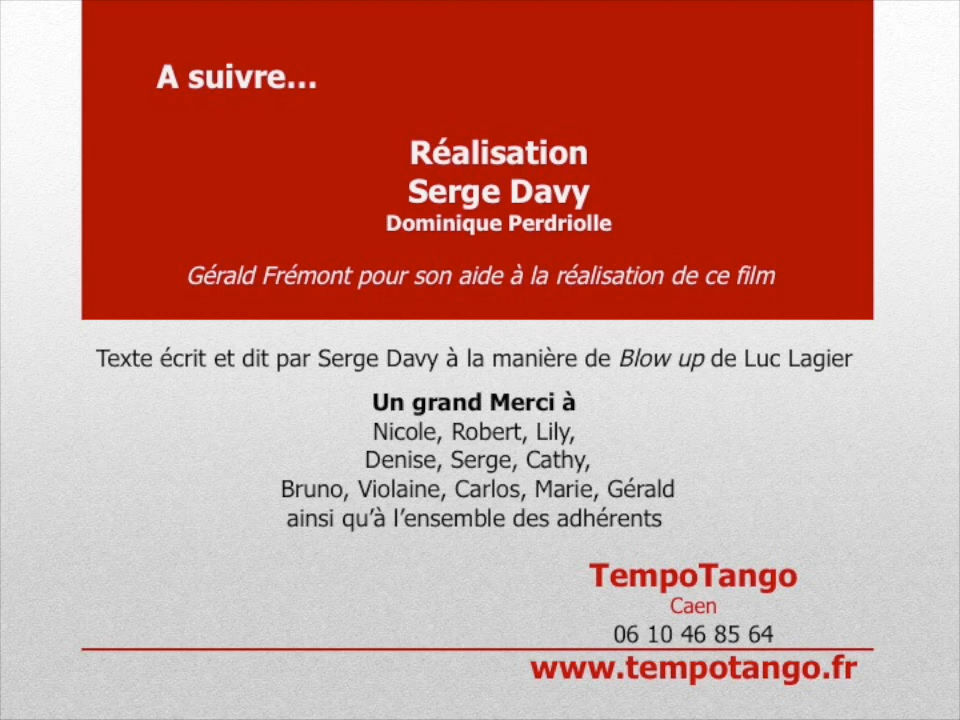 A suivre...
Réalisation
Serge Davy
Dominique Perdriolle
Gérald Frémont pour son aide à la réalisation de ce film
Texte écrit et dit par Serge Davy à la manière de Blow up de Luc Lagier
Un grand Merci à
Nicole, Robert, Lily,
Denise, Serge, Cathy,
Bruno, Violaine, Carlos, Marie, Gérald
ainsi qu'à l'ensemble des adhérents
TempoTango
Caen
06 10 46 85 64
www.tempotango.fr